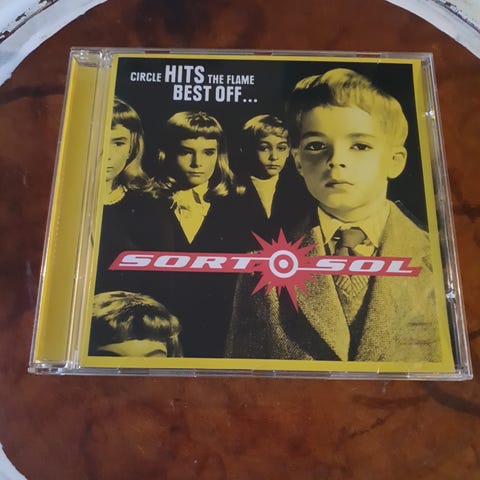 CIRCLE HITS THE FLAME
BEST OFF...
SORT SOL